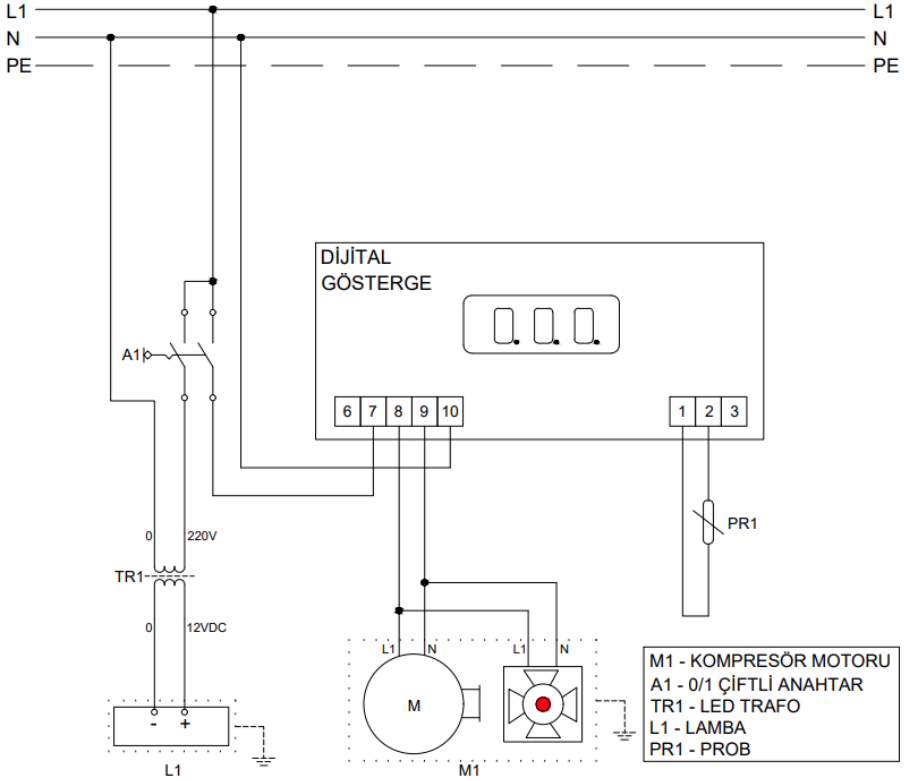 L1 L1
N N
PE PE
DİJİTAL
GÖSTERGE
A1
6 7 8 9 10 1 2 3
PR1
0 220V
TR1
0 12VDC
L1 N L1 N
M
- +
L1
M1
M1 - KOMPRESÖR MOTORU
A1 - 0/1 ÇİFTLİ ANAHTAR
TR1 - LED TRAFO
L1 - LAMBA
PR1 - PROB